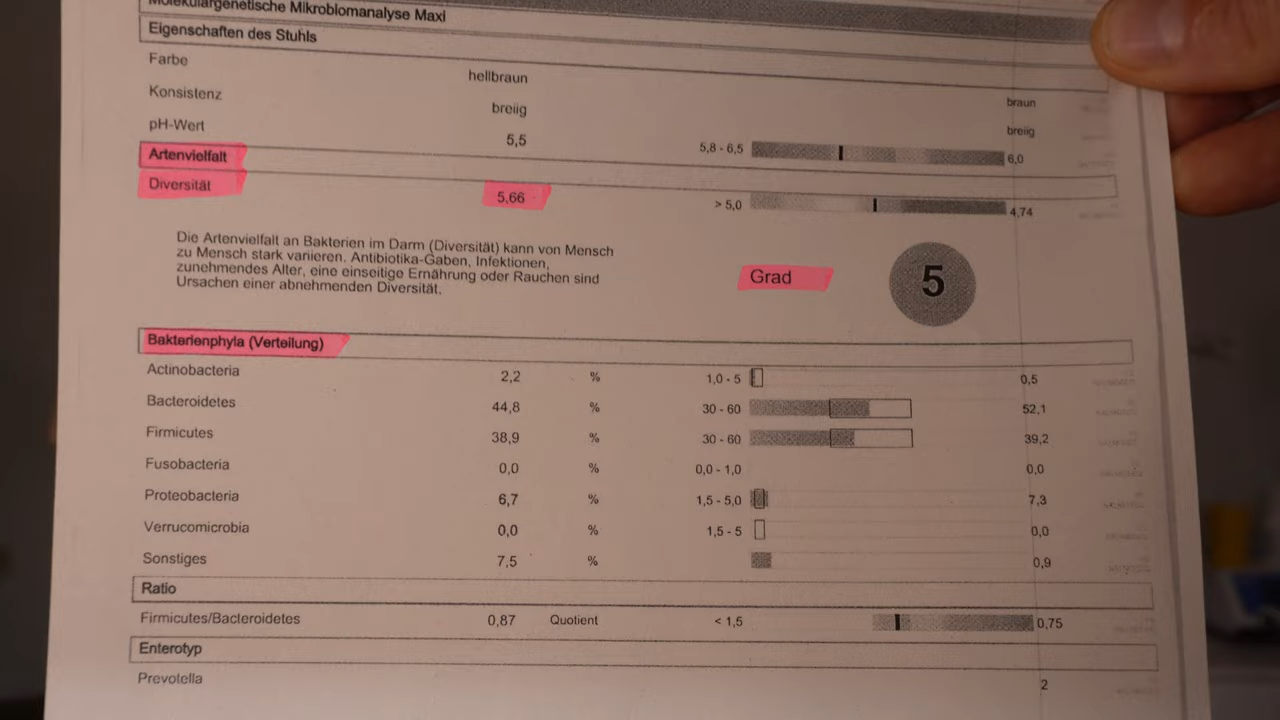 Molekulargenetische Mikrobiomanalyse Maxi
Eigenschaften des Stuhls
Farbe hellbraun braun
Konsistenz breiig breiig
pH-Wert 5,5 5,8 - 6,5 6,0
Artenvielfalt
Diversität 5,66 > 5,0 4,74
Die Artenvielfalt an Bakterien im Darm (Diversität) kann von Mensch
zu Mensch stark variieren. Antibiotika-Gaben, Infektionen,
zunehmendes Alter, eine einseitige Ernährung oder Rauchen sind
Ursachen einer abnehmenden Diversität.
Grad 5
Bakterienphyla (Verteilung)
Actinobacteria 2,2 % 1,0 - 5 0,5
Bacteroidetes 44,8 % 30 - 60 52,1
Firmicutes 38,9 % 30 - 60 39,2
Fusobacteria 0,0 % 0,0 - 1,0 0,0
Proteobacteria 6,7 % 1,5 - 5,0 7,3
Verrucomicrobia 0,0 % 1,5 - 5 0,0
Sonstiges 7,5 % 0,9
Ratio
Firmicutes/Bacteroidetes 0,87 Quotient < 1,5 0,75
Enterotyp
Prevotella 2